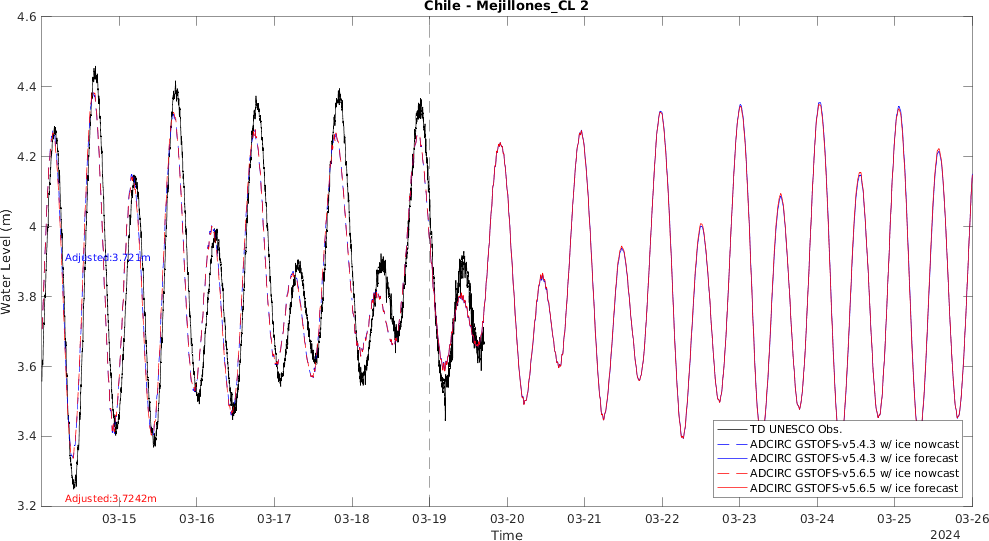 Chile - Mejillones_CL 2
4.6
4.4
4.2
4
3.8
3.6
3.4
3.2
Water Level (m)
Adjusted:3.721m
Adjusted:3.7242m
TD UNESCO Obs.
ADCIRC GSTOFS-v5.4.3 w/ ice nowcast
ADCIRC GSTOFS-v5.4.3 w/ ice forecast
ADCIRC GSTOFS-v5.6.5 w/ ice nowcast
ADCIRC GSTOFS-v5.6.5 w/ ice forecast
03-15 03-16 03-17 03-18 03-19 03-20 03-21 03-22 03-23 03-24 03-25 03-26
Time
2024